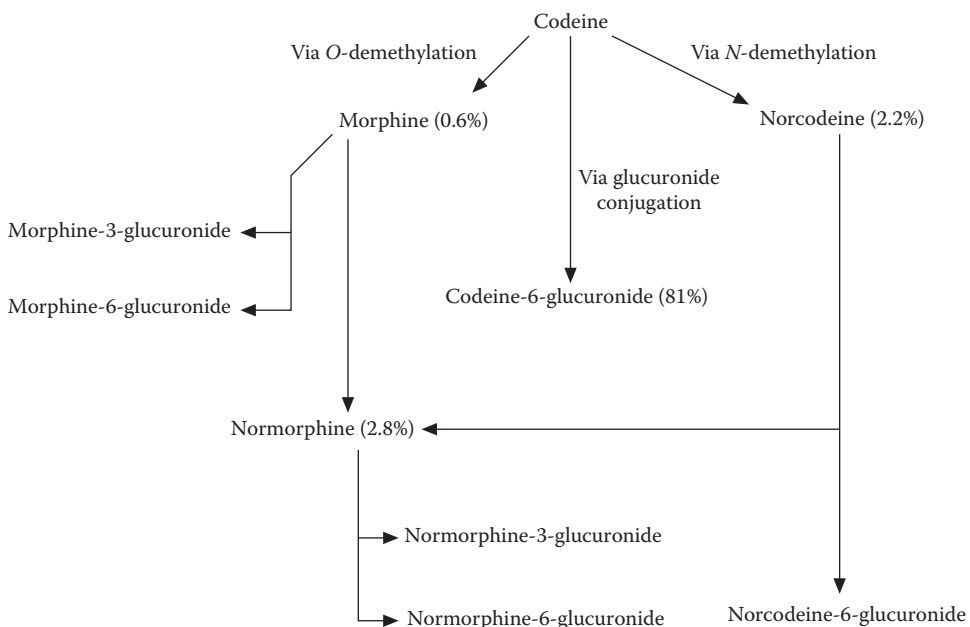 Codeine
Via O-demethylation
Via N-demethylation
Morphine (0.6%)
Norcodeine (2.2%)
Via glucuronide
conjugation
Morphine-3-glucuronide
Codeine-6-glucuronide (81%)
Morphine-6-glucuronide
Normorphine (2.8%)
Normorphine-3-glucuronide
Normorphine-6-glucuronide
Norcodeine-6-glucuronide